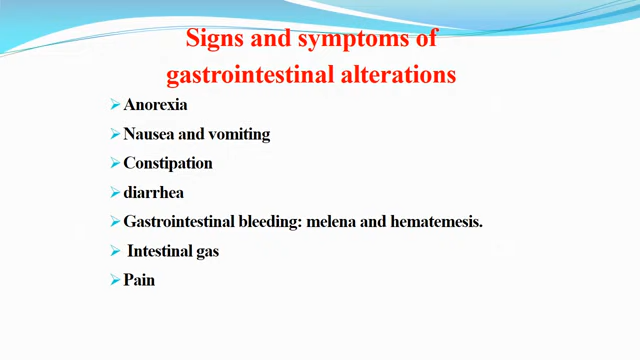 Signs and symptoms of
gastrointestinal alterations
➢Anorexia
➢Nausea and vomiting
➢Constipation
➢diarrhea
➢Gastrointestinal bleeding: melena and hematemesis.
➢ Intestinal gas
➢Pain